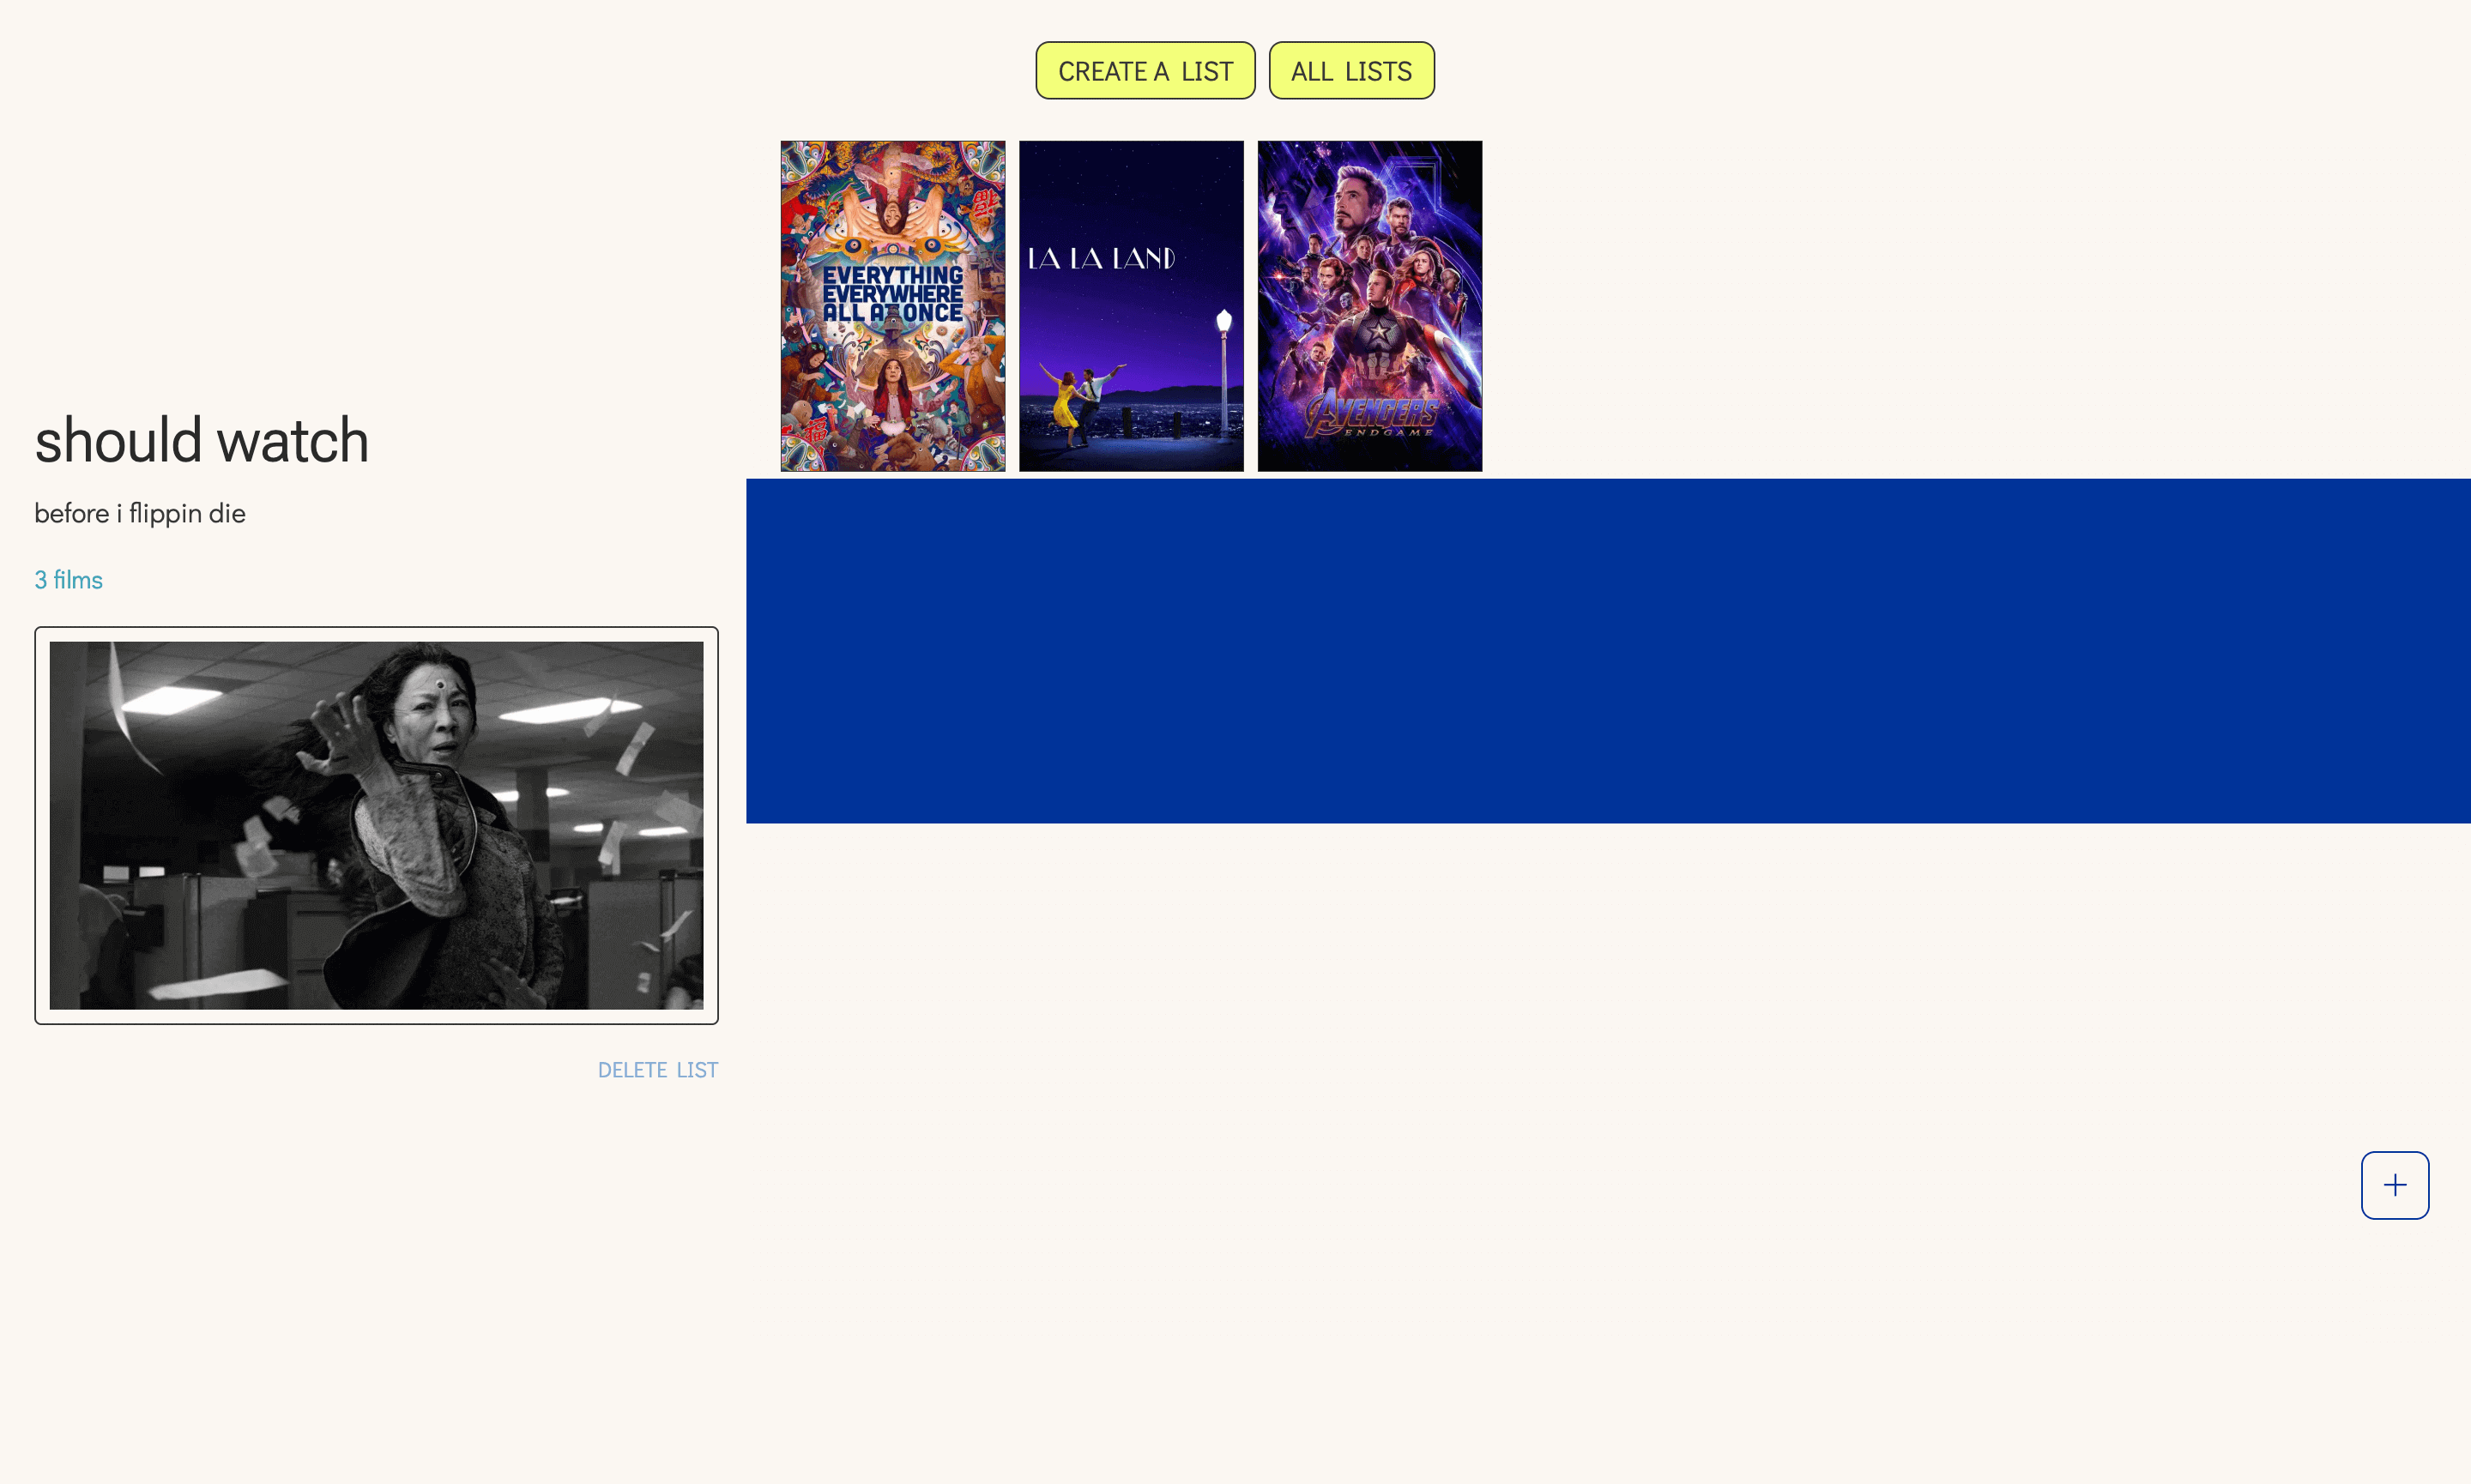 CREATE A LIST
ALL LISTS
EVERYTHING
EVERYWHERE
ALL AT ONCE
福
LA LA LAND
AVENGERS
ENDGAME
should watch
before i flippin die
3 films
DELETE LIST